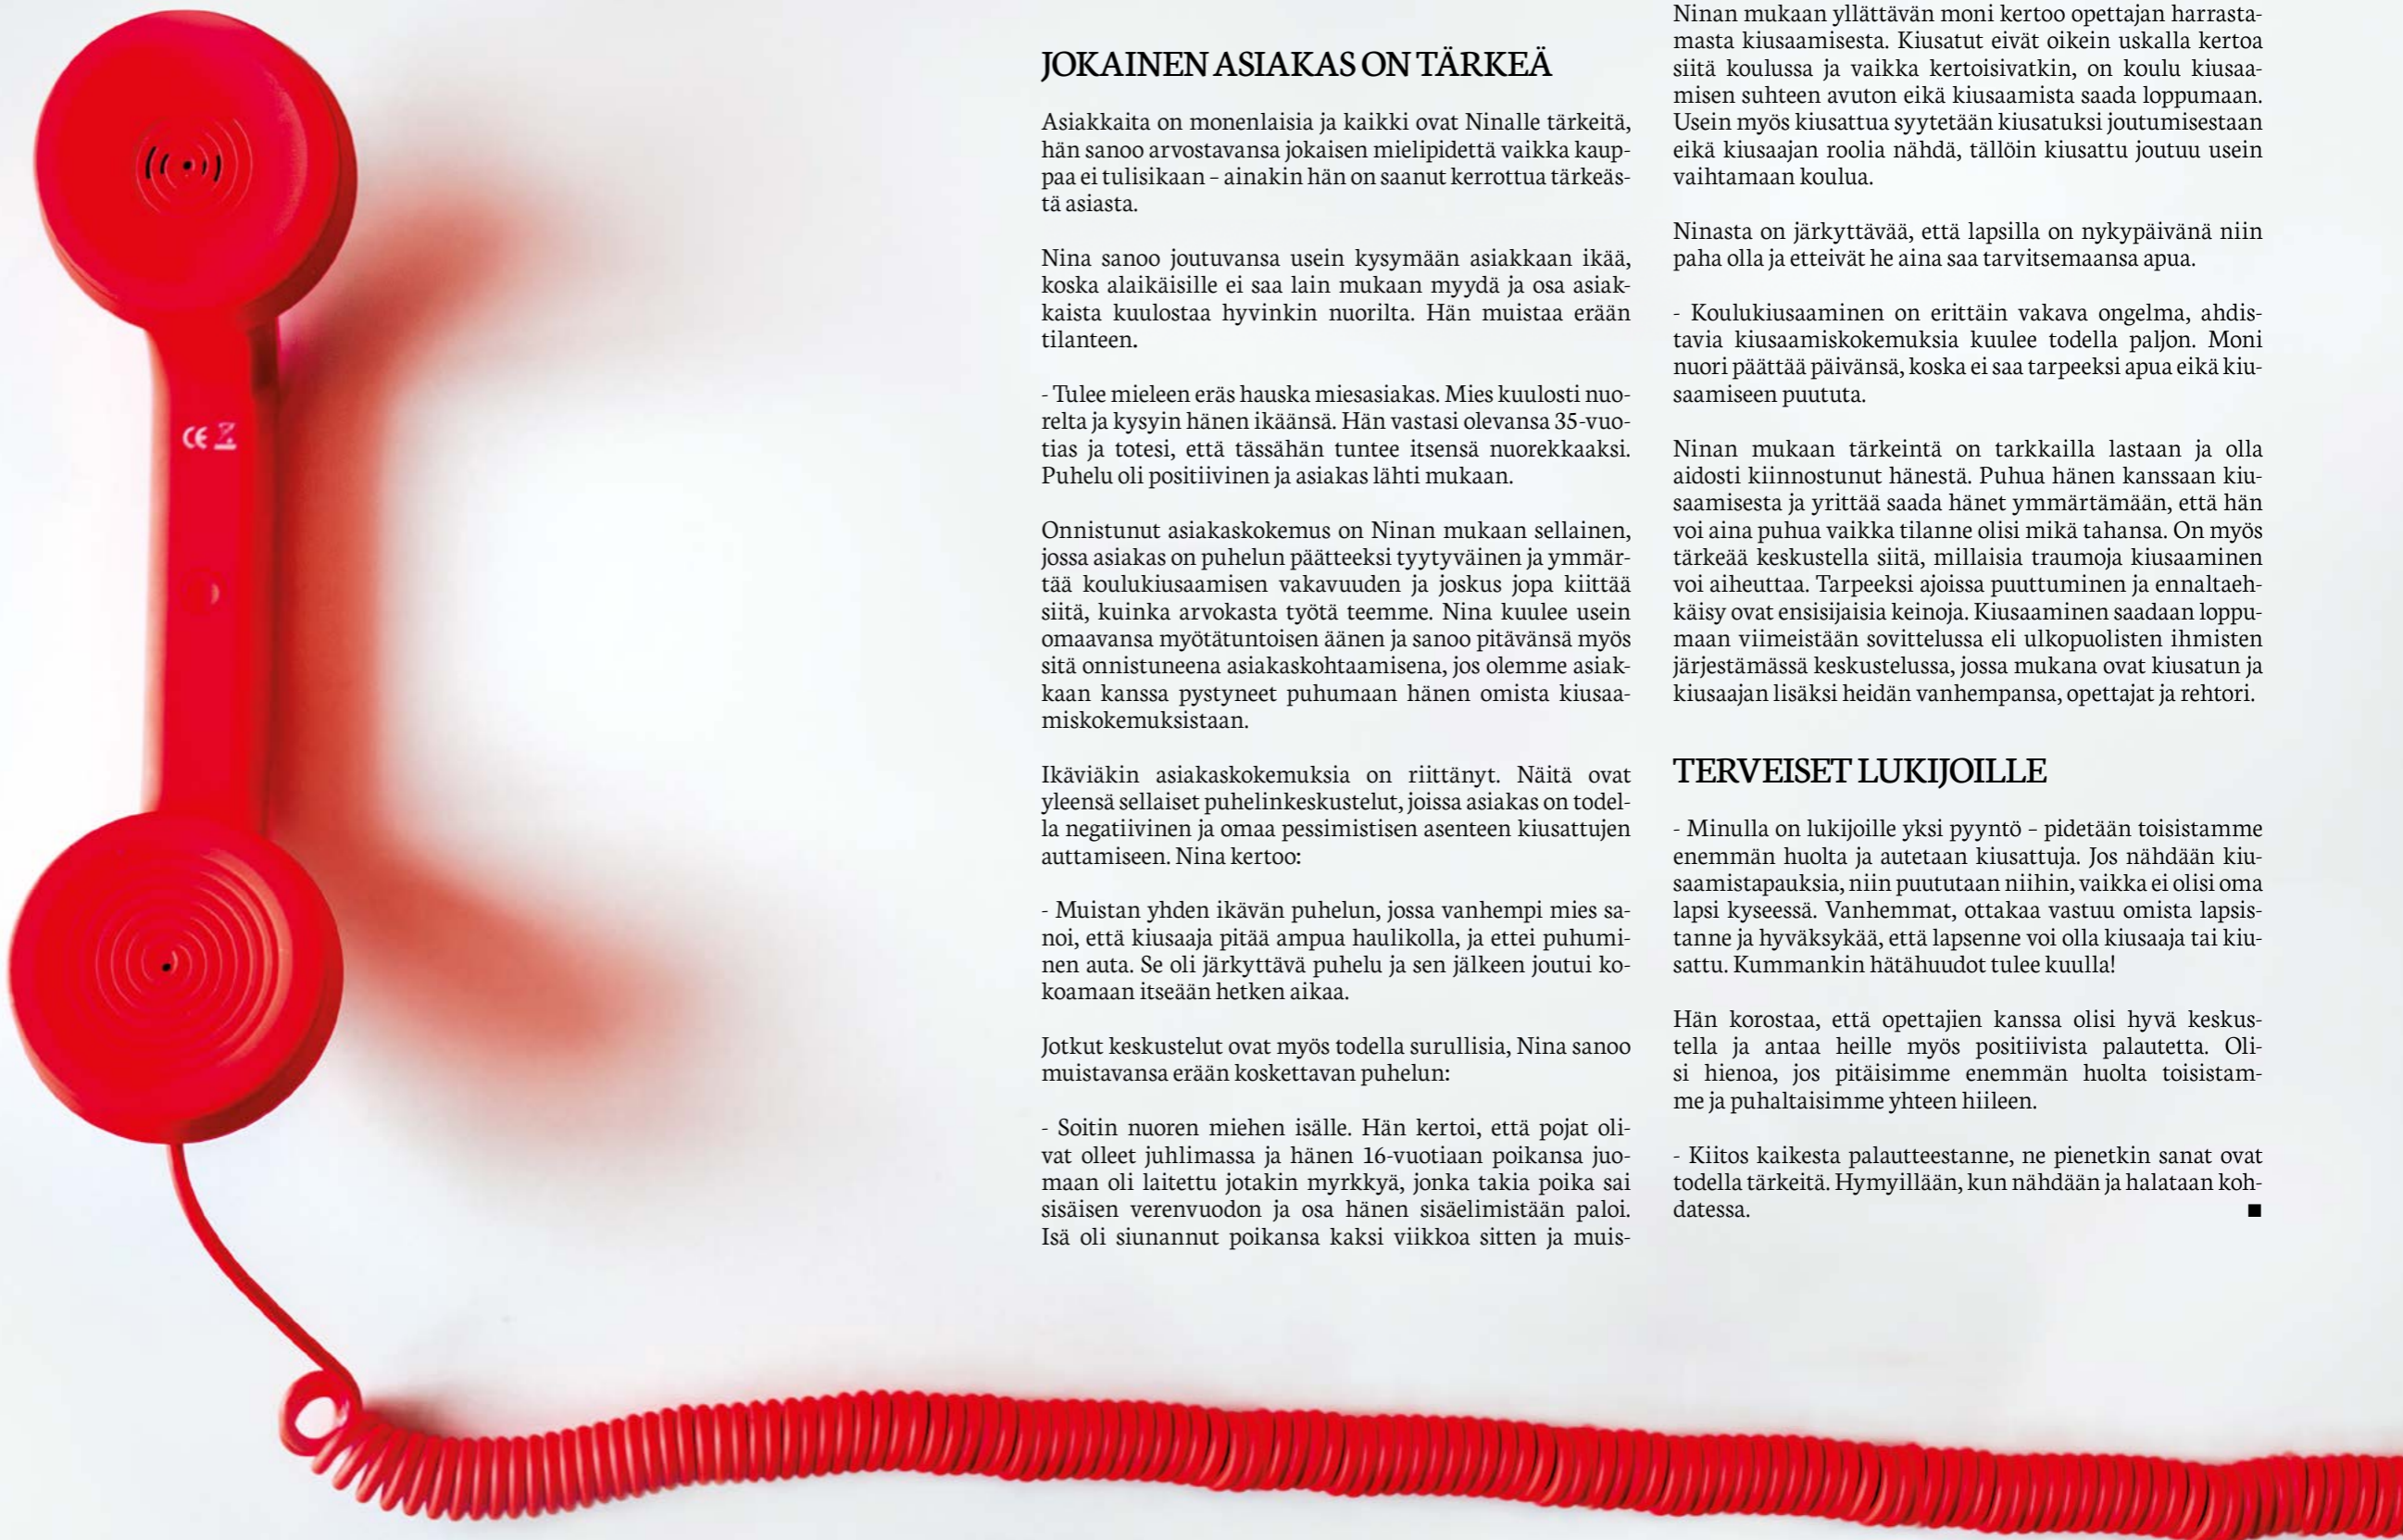 JOKAINEN ASIAKAS ON TÄRKEÄ
Asiakkaita on monenlaisia ja kaikki ovat Ninalle tärkeitä,
hän sanoo arvostavansa jokaisen mielipidettä vaikka kaup-
paa ei tulisikaan – ainakin hän on saanut kerrottua tärkeäs-
tä asiasta.
Nina sanoo joutuvansa usein kysymään asiakkaan ikää,
koska alaikäisille ei saa lain mukaan myydä ja osa asiak-
kaista kuulostaa hyvinkin nuorilta. Hän muistaa erään
tilanteen.
- Tulee mieleen eräs hauska miesasiakas. Mies kuulosti nuo-
relta ja kysyin hänen ikäänsä. Hän vastasi olevansa 35-vuo-
tias ja totesi, että tässähän tuntee itsensä nuorekkaaksi.
Puhelu oli positiivinen ja asiakas lähti mukaan.
Onnistunut asiakaskokemus on Ninan mukaan sellainen,
jossa asiakas on puhelun päätteeksi tyytyväinen ja ymmär-
tää koulukiusaamisen vakavuuden ja joskus jopa kiittää
siitä, kuinka arvokasta työtä teemme. Nina kuulee usein
omaavansa myötätuntoisen äänen ja sanoo pitävänsä myös
sitä onnistuneena asiakaskohtaamisena, jos olemme asiak-
kaan kanssa pystyneet puhumaan hänen omista kiusaa-
miskokemuksistaan.
Ikäviäkin asiakaskokemuksia on riittänyt. Näitä ovat
yleensä sellaiset puhelinkeskustelut, joissa asiakas on todel-
la negatiivinen ja omaa pessimistisen asenteen kiusattujen
auttamiseen. Nina kertoo:
- Muistan yhden ikävän puhelun, jossa vanhempi mies sa-
noi, että kiusaaja pitää ampua haulikolla, ja ettei puhumi-
nen auta. Se oli järkyttävä puhelu ja sen jälkeen joutui ko-
koamaan itseään hetken aikaa.
Jotkut keskustelut ovat myös todella surullisia, Nina sanoo
muistavansa erään koskettavan puhelun:
- Soitin nuoren miehen isälle. Hän kertoi, että pojat oli-
vat olleet juhlimassa ja hänen 16-vuotiaan poikansa juo-
maan oli laitettu jotakin myrkkyä, jonka takia poika sai
sisäisen verenvuodon ja osa hänen sisäelimistään paloi.
Isä oli siunannut poikansa kaksi viikkoa sitten ja muis-
Ninan mukaan yllättävän moni kertoo opettajan harrasta-
masta kiusaamisesta. Kiusatut eivät oikein uskalla kertoa
siitä koulussa ja vaikka kertoisivatkin, on koulu kiusaa-
misen suhteen avuton eikä kiusaamista saada loppumaan.
Usein myös kiusattua syytetään kiusatuksi joutumisestaan
eikä kiusaajan roolia nähdä, tällöin kiusattu joutuu usein
vaihtamaan koulua.
Ninasta on järkyttävää, että lapsilla on nykypäivänä niin
paha olla ja etteivät he aina saa tarvitsemaansa apua.
- Koulukiusaaminen on erittäin vakava ongelma, ahdis-
tavia kiusaamiskokemuksia kuulee todella paljon. Moni
nuori päättää päivänsä, koska ei saa tarpeeksi apua eikä kiu-
saamiseen puututa.
Ninan mukaan tärkeintä on tarkkailla lastaan ja olla
aidosti kiinnostunut hänestä. Puhua hänen kanssaan kiu-
saamisesta ja yrittää saada hänet ymmärtämään, että hän
voi aina puhua vaikka tilanne olisi mikä tahansa. On myös
tärkeää keskustella siitä, millaisia traumoja kiusaaminen
voi aiheuttaa. Tarpeeksi ajoissa puuttuminen ja ennaltaeh-
käisy ovat ensisijaisia keinoja. Kiusaaminen saadaan loppu-
maan viimeistään sovittelussa eli ulkopuolisten ihmisten
järjestämässä keskustelussa, jossa mukana ovat kiusatun ja
kiusaajan lisäksi heidän vanhempansa, opettajat ja rehtori.
TERVEISET LUKIJOILLE
- Minulla on lukijoille yksi pyyntö – pidetään toisistamme
enemmän huolta ja autetaan kiusattuja. Jos nähdään kiu-
saamistapauksia, niin puututaan niihin, vaikka ei olisi oma
lapsi kyseessä. Vanhemmat, ottakaa vastuu omista lapsis-
tanne ja hyväksykää, että lapsenne voi olla kiusaaja tai kiu-
sattu. Kummankin hätähuudot tulee kuulla!
Hän korostaa, että opettajien kanssa olisi hyvä keskus-
tella ja antaa heille myös positiivista palautetta. Oli-
si hienoa, jos pitäisimme enemmän huolta toisistam-
me ja puhaltaisimme yhteen hiileen.
- Kiitos kaikesta palautteestanne, ne pienetkin sanat ovat
todella tärkeitä. Hymyillään, kun nähdään ja halataan koh-
datessa. ■
CE